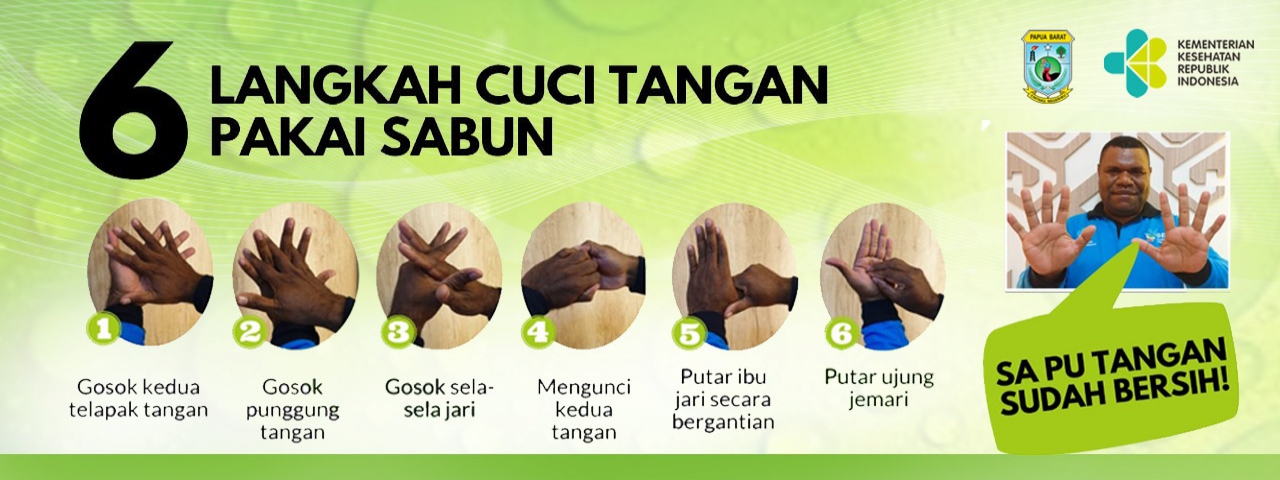 6 LANGKAH CUCI TANGAN
PAKAI SABUN
PAPUA BARAT
KEMENTERIAN
KESEHATAN
REPUBLIK
INDONESIA
1
Gosok kedua
telapak tangan
2
Gosok
punggung
tangan
3
Gosok sela-
sela jari
4
Mengunci
kedua
tangan
5
Putar ibu
jari secara
bergantian
6
Putar ujung
jemari
SA PU TANGAN
SUDAH BERSIH!